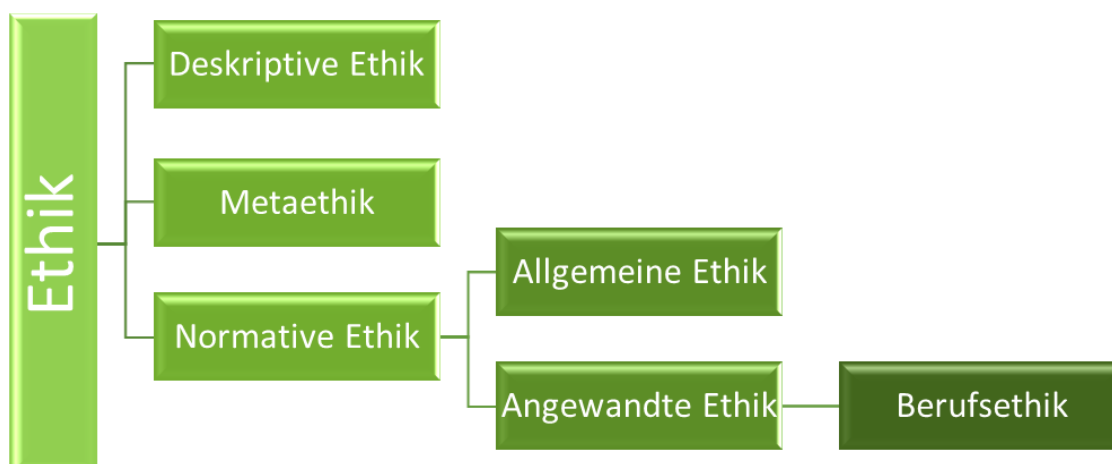 Ethik
Deskriptive Ethik
Metaethik
Normative Ethik
Allgemeine Ethik
Angewandte Ethik
Berufsethik